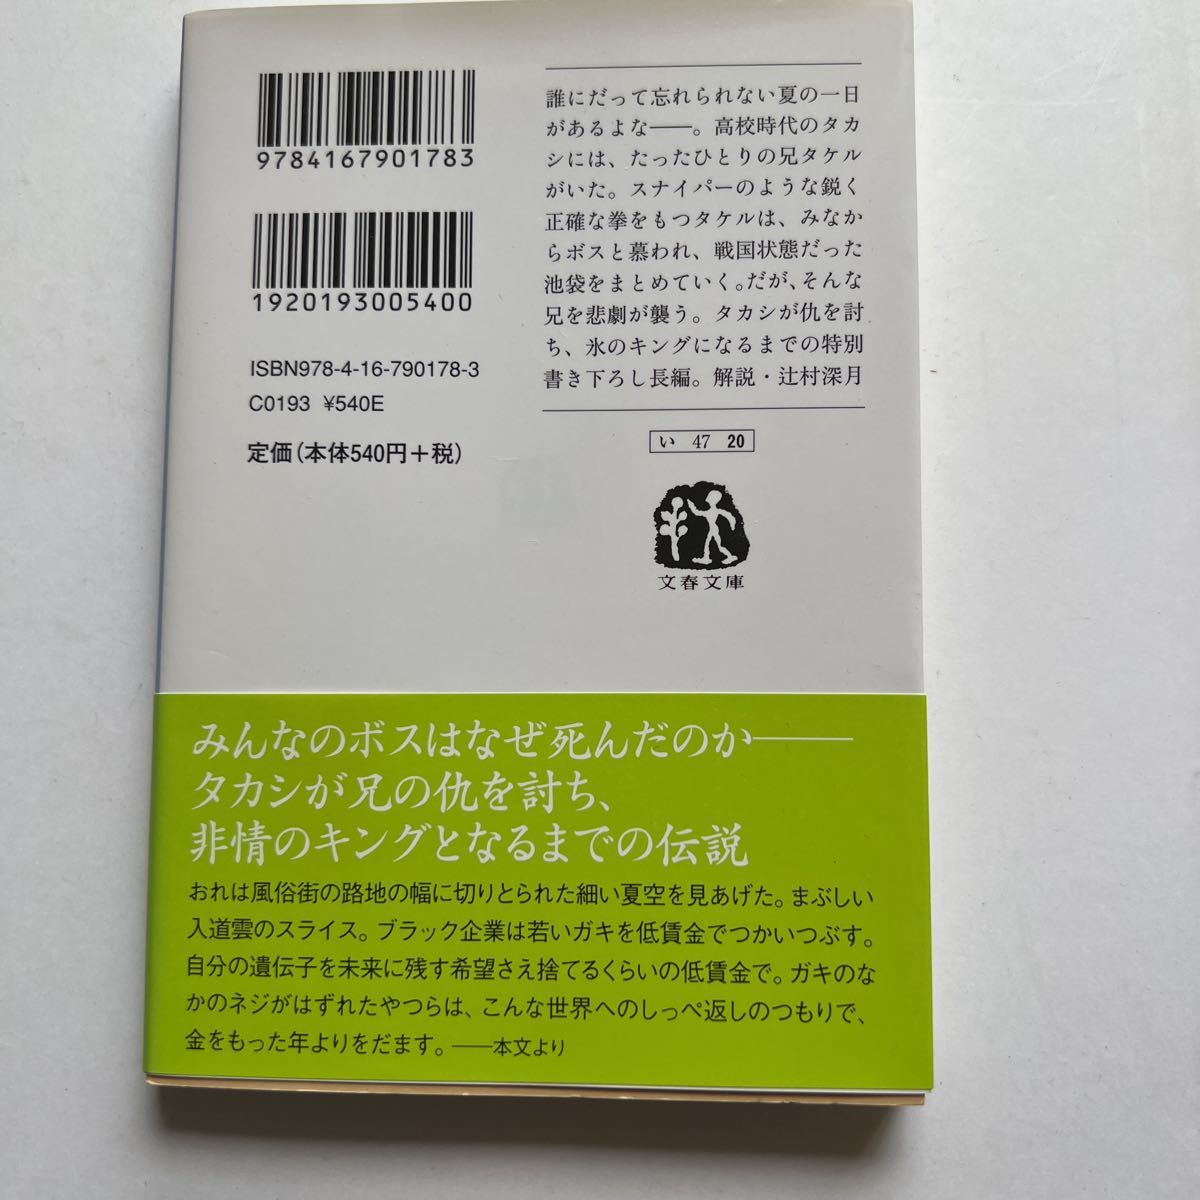 9784167901783
1920193005400
ISBN978-4-16-790178-3
C0193 ¥540E
定価(本体540円+税)
誰にだって忘れられない夏の一日
があるよな——。高校時代のタカ
シには、たったひとりの兄タケル
がいた。スナイパーのような鋭く
正確な拳をもつタケルは、みなか
らボスと慕われ、戦国状態だった
池袋をまとめていく。だが、そんな
兄を悲劇が襲う。タカシが仇を討
ち、氷のキングになるまでの特別
書き下ろし長編。解説・辻村深月
い 47 20
文春文庫
みんなのボスはなぜ死んだのか——
タカシが兄の仇を討ち、
非情のキングとなるまでの伝説
おれは風俗街の路地の幅に切りとられた細い夏空を見あげた。まぶしい
入道雲のスライス。ブラック企業は若いガキを低賃金でつかいつぶす。
自分の遺伝子を未来に残す希望さえ捨てるくらいの低賃金で。ガキのな
かのネジがはずれたやつらは、こんな世界へのしっぺ返しのつもりで、
金をもった年よりをだます。——本文より